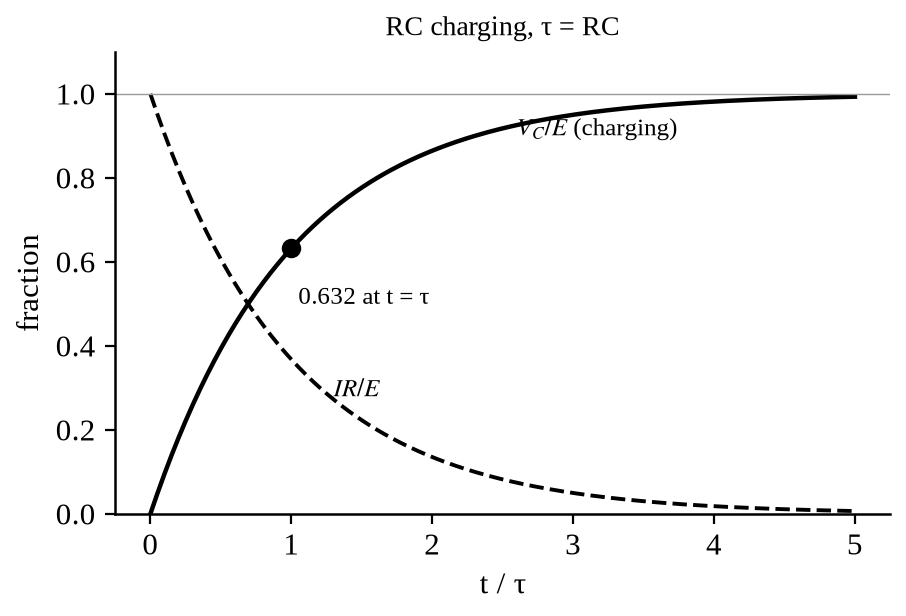 RC charging, τ = RC
1.0
0.8
0.6
0.4
0.2
0.0
fraction
V_C/E (charging)
0.632 at t = τ
IR/E
0 1 2 3 4 5
t / τ